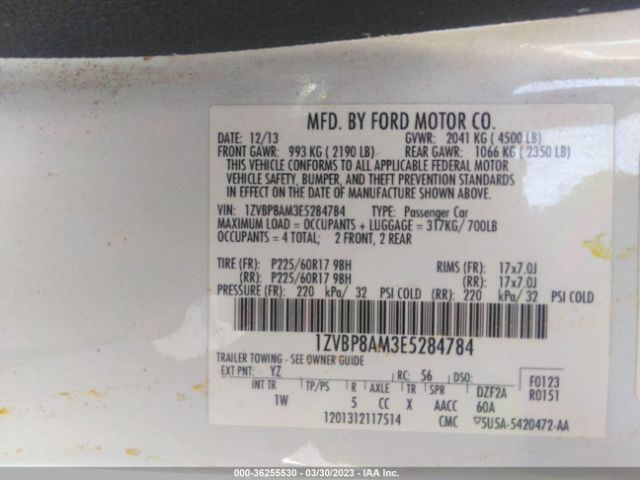 MFD. BY FORD MOTOR CO.
DATE: 12/13 GVWR: 2041 KG ( 4500 LB)
FRONT GAWR: 993 KG ( 2190 LB) REAR GAWR: 1066 KG ( 2350 LB)
THIS VEHICLE CONFORMS TO ALL APPLICABLE FEDERAL MOTOR
VEHICLE SAFETY, BUMPER, AND THEFT PREVENTION STANDARDS
IN EFFECT ON THE DATE OF MANUFACTURE SHOWN ABOVE.
VIN: 1ZVBP8AM3E5284784 TYPE: Passenger Car
MAXIMUM LOAD = OCCUPANTS + LUGGAGE = 317KG/ 700LB
OCCUPANTS = 4 TOTAL; 2 FRONT, 2 REAR
TIRE (FR): P225/60R17 98H RIMS (FR): 17x7.0J
(RR): P225/60R17 98H (RR): 17x7.0J
PRESSURE (FR): 220 kPa/ 32 PSI COLD (RR): 220 kPa/ 32 PSI COLD
1ZVBP8AM3E5284784
TRAILER TOWING - SEE OWNER GUIDE
EXT PNT: YZ RC: 56 DSO: F0123
INT TR TP/PS R AXLE TR SPR DZF2A R0151
1W 5 CC X AACC 60A
1201312117514 CMC ▽5U5A-5420472-AA
000-36255530 - 03/30/2023 - IAA Inc.